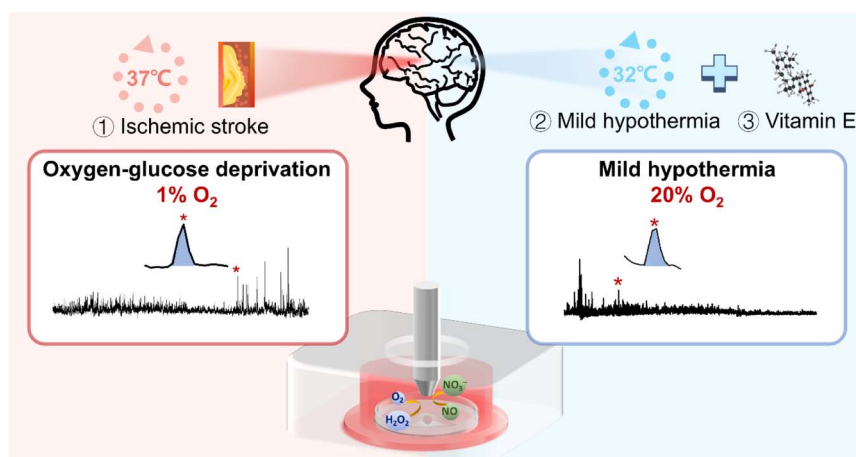 37℃
① Ischemic stroke
32℃
② Mild hypothermia ③ Vitamin E
Oxygen-glucose deprivation
1% O₂
*
*
Mild hypothermia
20% O₂
*
*
O₂
NO₃⁻
H₂O₂
NO